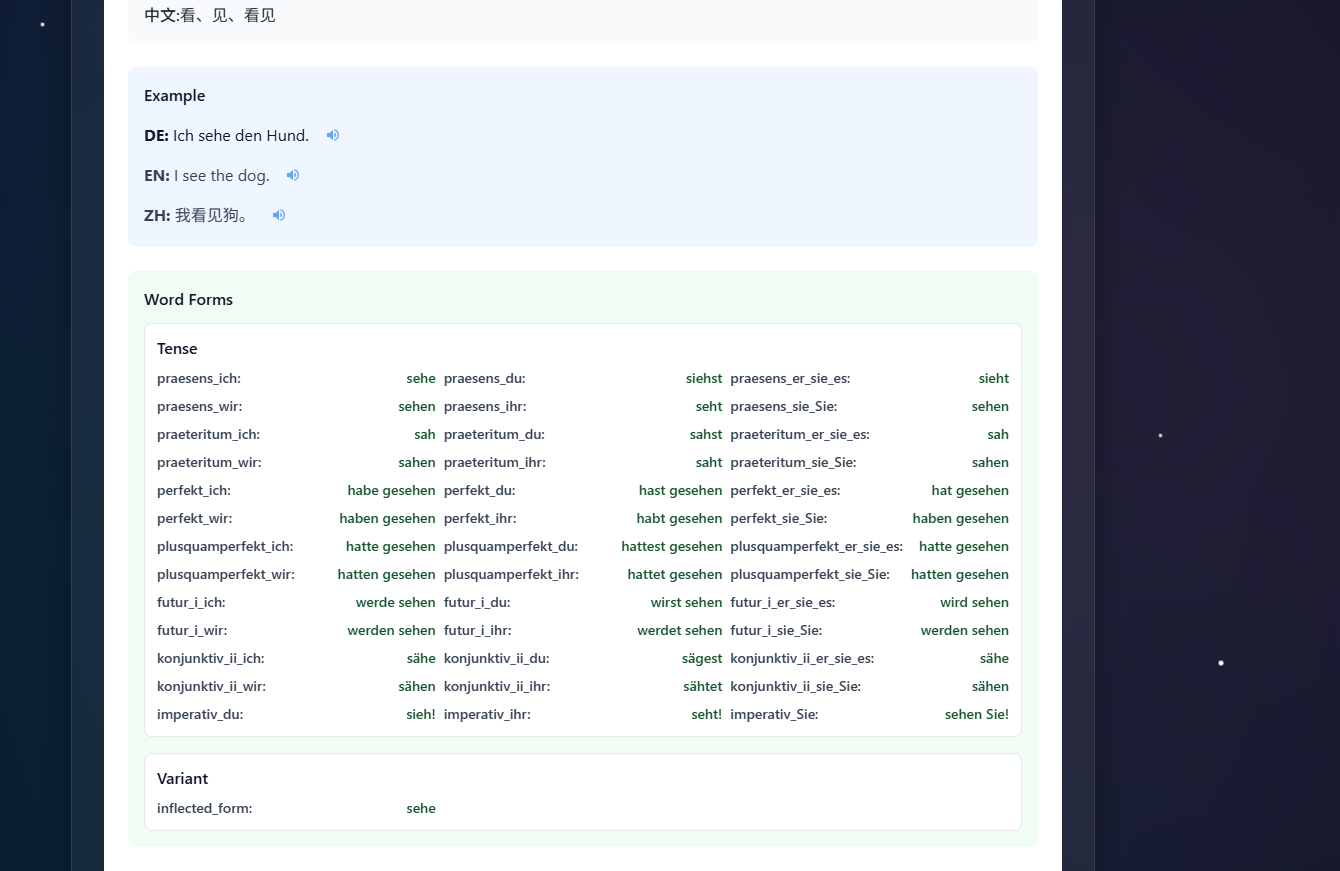 中文:看、见、看见
Example
DE: Ich sehe den Hund.
EN: I see the dog.
ZH: 我看见狗。
Word Forms
Tense
praesens_ich: sehe praesens_du: siehst praesens_er_sie_es: sieht
praesens_wir: sehen praesens_ihr: seht praesens_sie_Sie: sehen
praeteritum_ich: sah praeteritum_du: sahst praeteritum_er_sie_es: sah
praeteritum_wir: sahen praeteritum_ihr: saht praeteritum_sie_Sie: sahen
perfekt_ich: habe gesehen perfekt_du: hast gesehen perfekt_er_sie_es: hat gesehen
perfekt_wir: haben gesehen perfekt_ihr: habt gesehen perfekt_sie_Sie: haben gesehen
plusquamperfekt_ich: hatte gesehen plusquamperfekt_du: hattest gesehen plusquamperfekt_er_sie_es: hatte gesehen
plusquamperfekt_wir: hatten gesehen plusquamperfekt_ihr: hattet gesehen plusquamperfekt_sie_Sie: hatten gesehen
futur_i_ich: werde sehen futur_i_du: wirst sehen futur_i_er_sie_es: wird sehen
futur_i_wir: werden sehen futur_i_ihr: werdet sehen futur_i_sie_Sie: werden sehen
konjunktiv_ii_ich: sähe konjunktiv_ii_du: sägest konjunktiv_ii_er_sie_es: sähe
konjunktiv_ii_wir: sähen konjunktiv_ii_ihr: sähtet konjunktiv_ii_sie_Sie: sähen
imperativ_du: sieh! imperativ_ihr: seht! imperativ_Sie: sehen Sie!
Variant
inflected_form: sehe